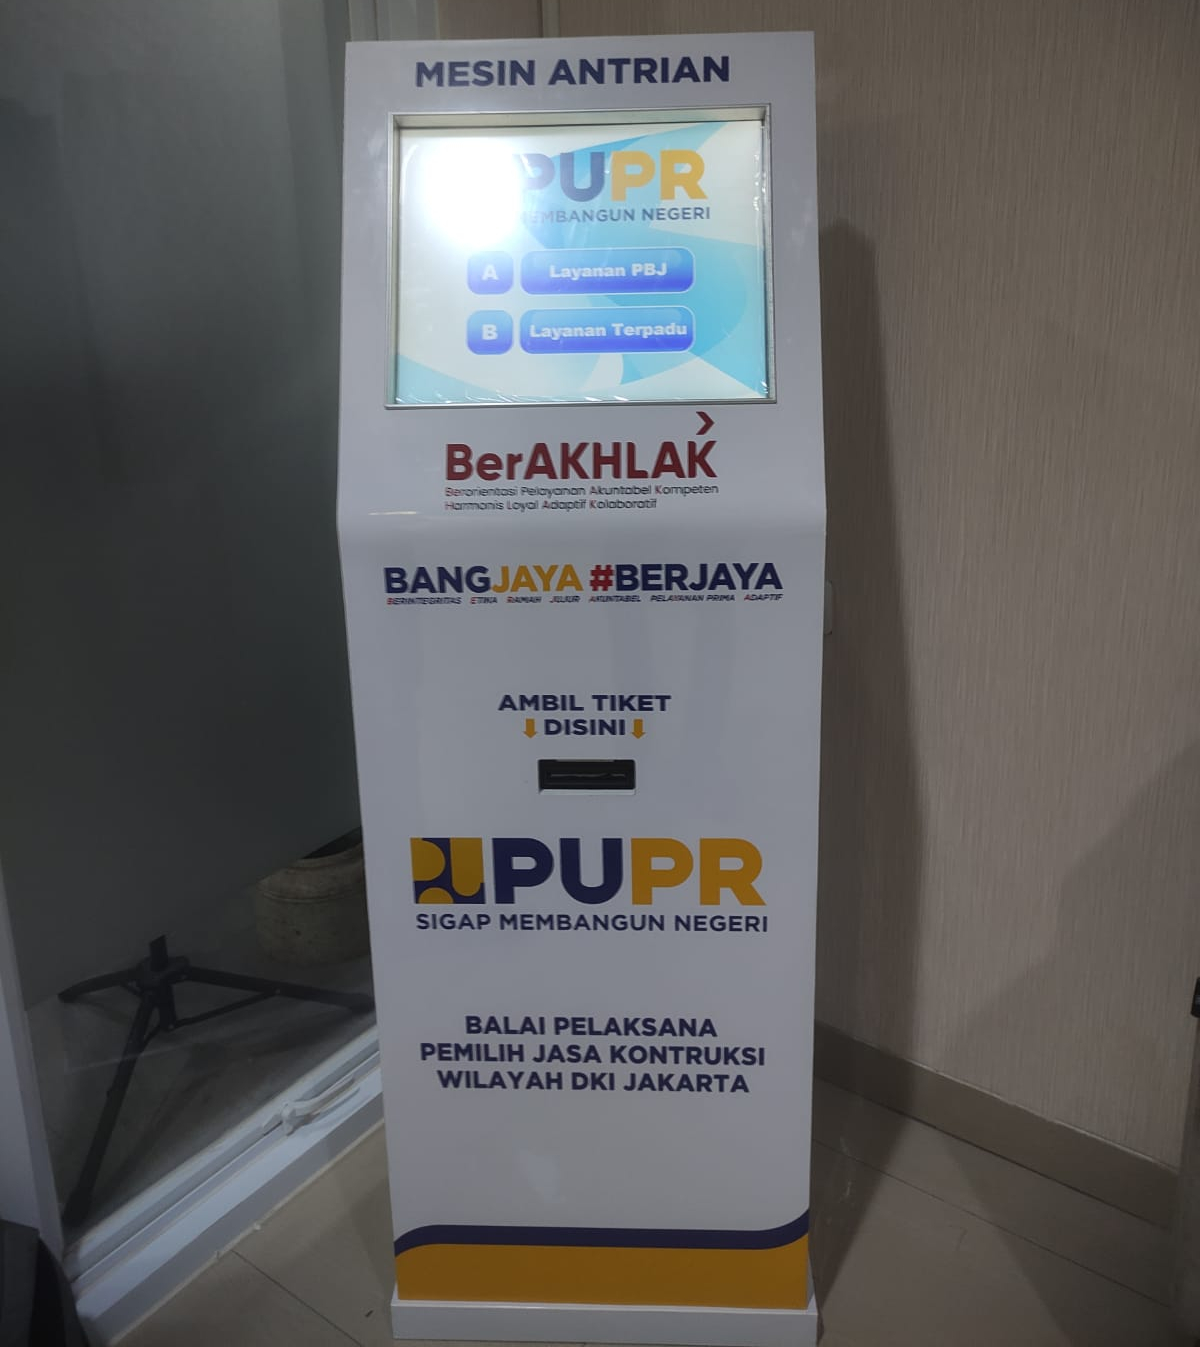 MESIN ANTRIAN
PUPR
MEMBANGUN NEGERI
A Layanan PBJ
B Layanan Terpadu
BerAKHLAK
Berorientasi Pelayanan Akuntabel Kompeten
Harmonis Loyal Adaptif Kolaboratif
BANGJAYA #BERJAYA
BERINTEGRITAS ETIKA RAMAH JUJUR AKUNTABEL PELAYANAN PRIMA ADAPTIF
AMBIL TIKET
DISINI
PUPR
SIGAP MEMBANGUN NEGERI
BALAI PELAKSANA
PEMILIH JASA KONTRUKSI
WILAYAH DKI JAKARTA